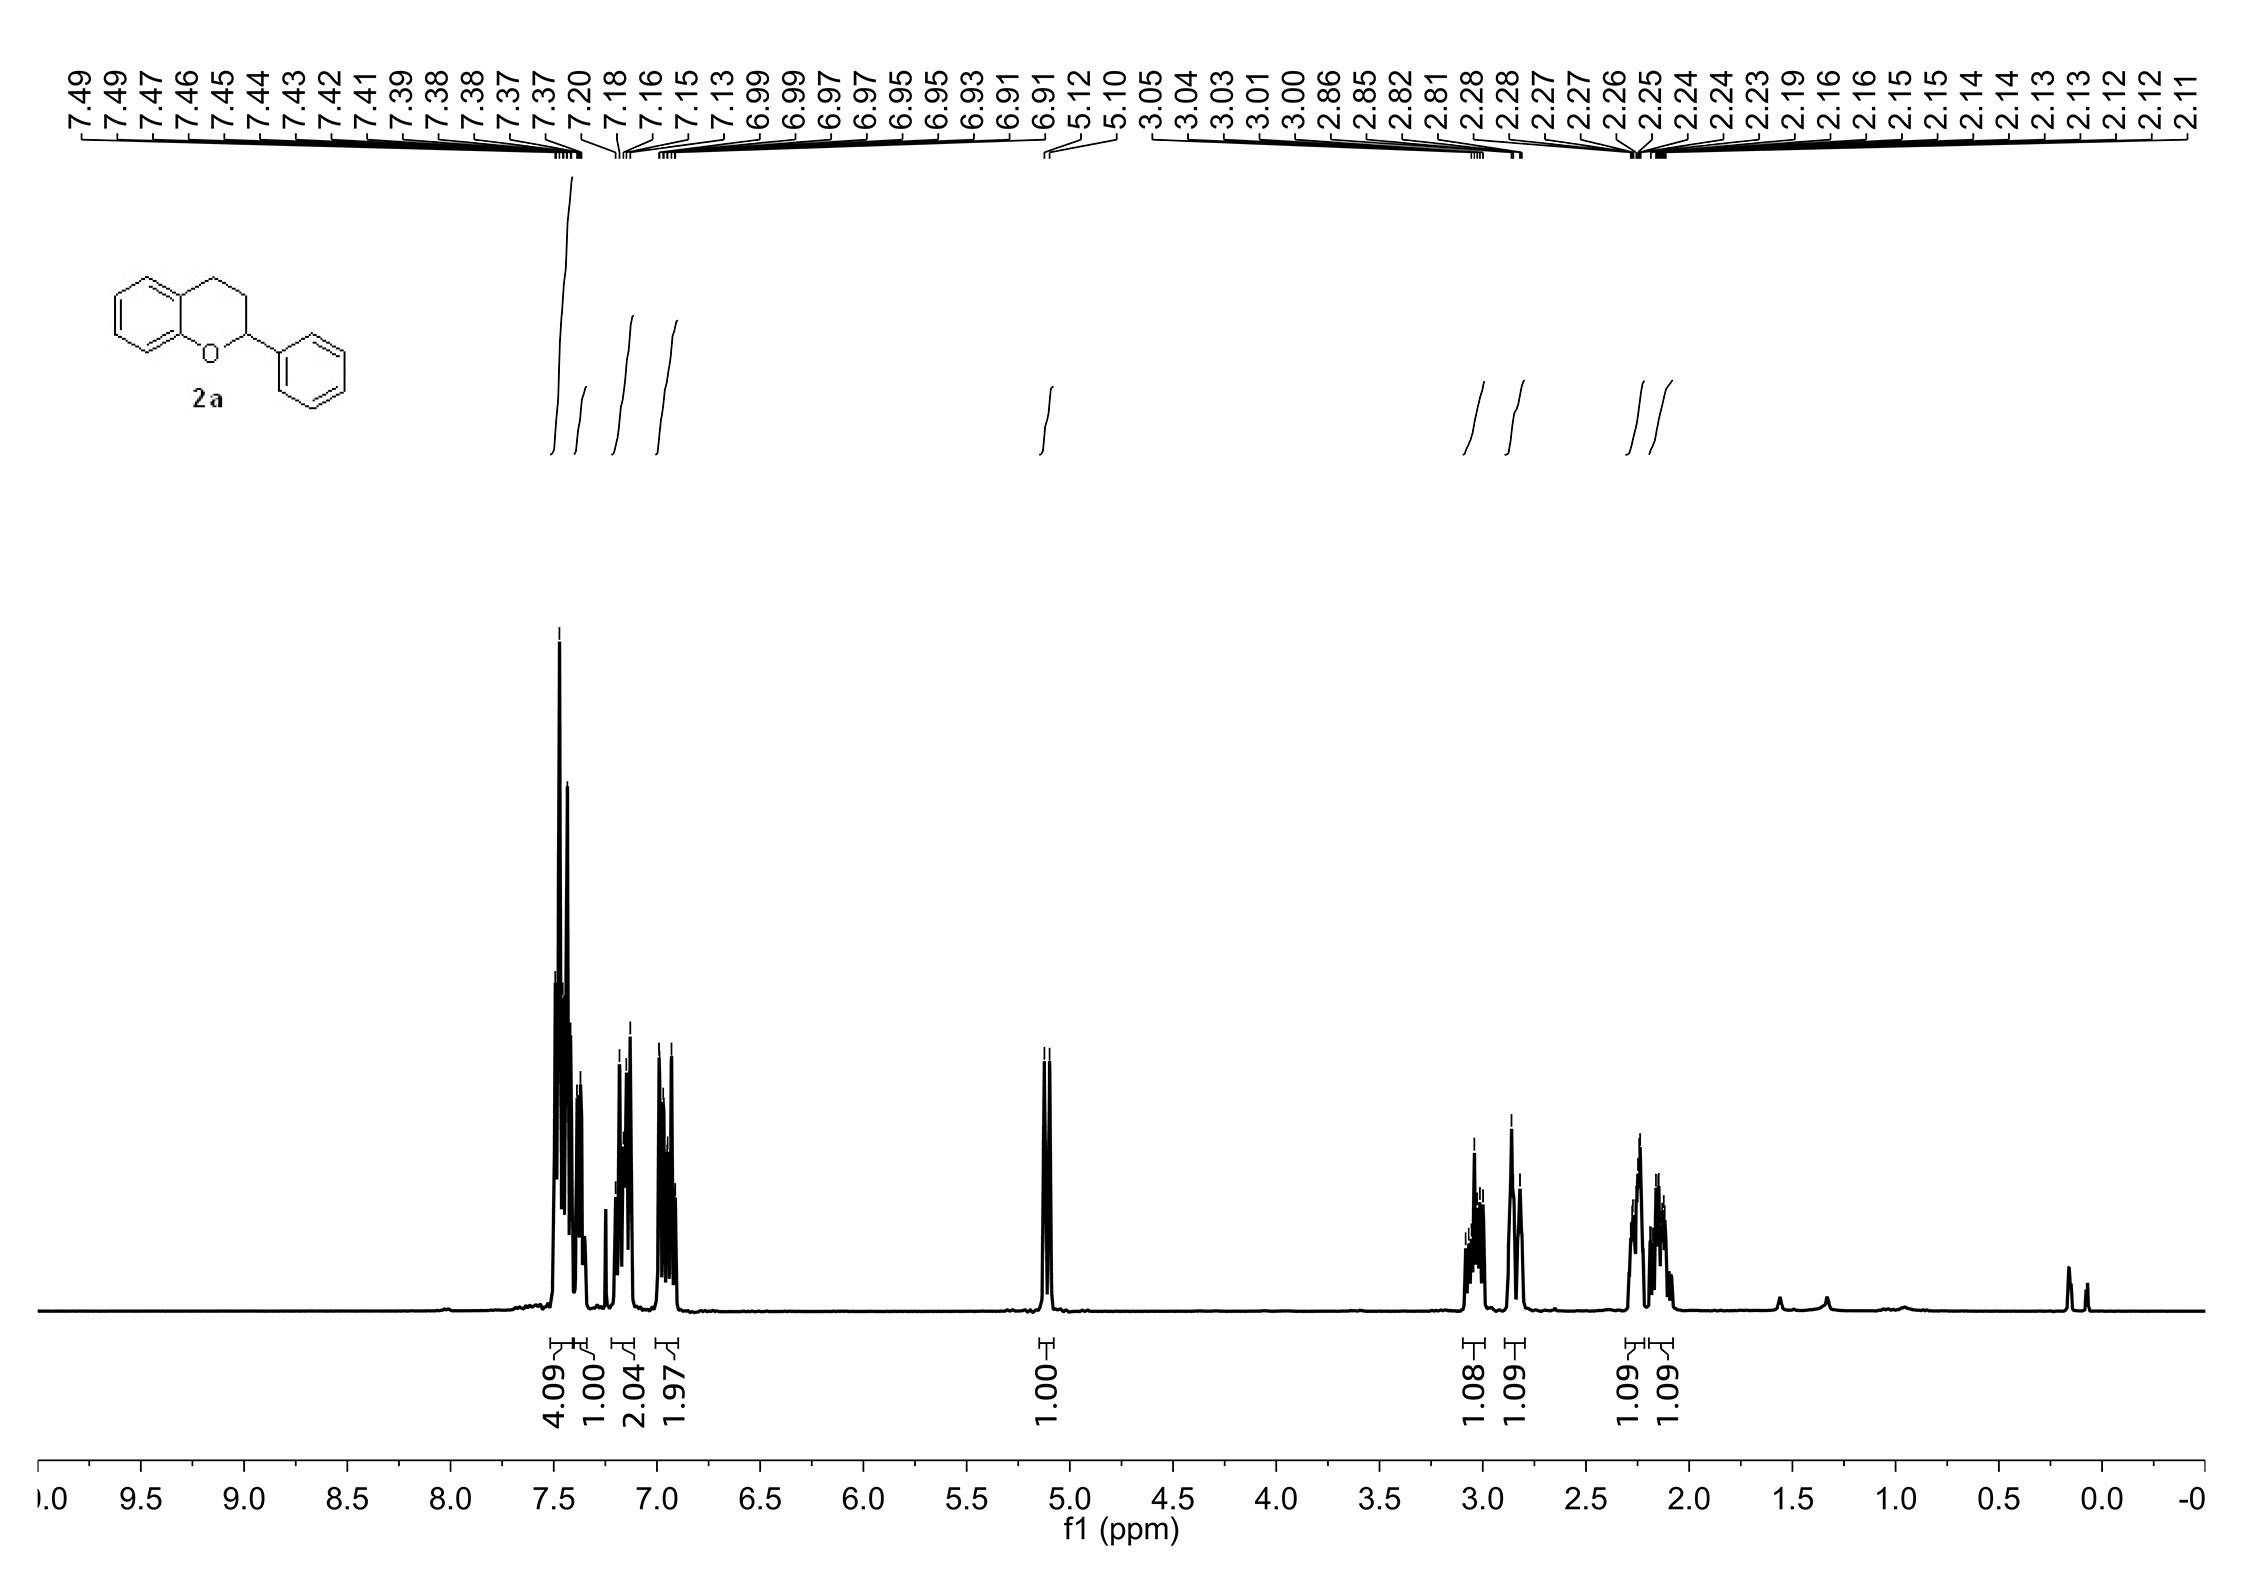 7.49 7.49 7.47 7.46 7.45 7.44 7.43 7.42 7.41 7.39 7.38 7.38 7.37 7.37 7.20 7.18 7.16 7.15 7.13 6.99 6.99 6.97 6.97 6.95 6.95 6.93 6.91 6.91 5.12 5.10 3.05 3.04 3.03 3.01 3.00 2.86 2.85 2.82 2.81 2.28 2.28 2.27 2.27 2.26 2.25 2.24 2.24 2.23 2.19 2.16 2.16 2.15 2.15 2.14 2.14 2.13 2.13 2.12 2.12 2.11
O
2a
4.09 1.00 2.04 1.97 1.00 1.08 1.09 1.09 1.09
).0 9.5 9.0 8.5 8.0 7.5 7.0 6.5 6.0 5.5 5.0 4.5 4.0 3.5 3.0 2.5 2.0 1.5 1.0 0.5 0.0 -0
f1 (ppm)